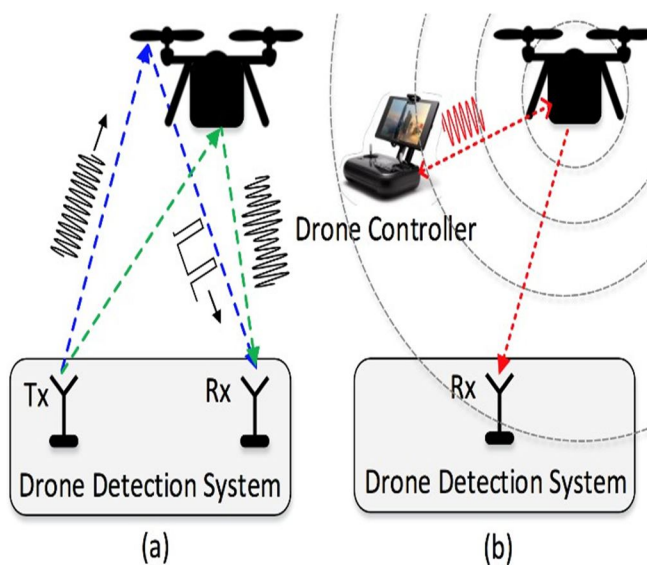 Drone Controller
Tx
Rx
Drone Detection System
(a)
Rx
Drone Detection System
(b)